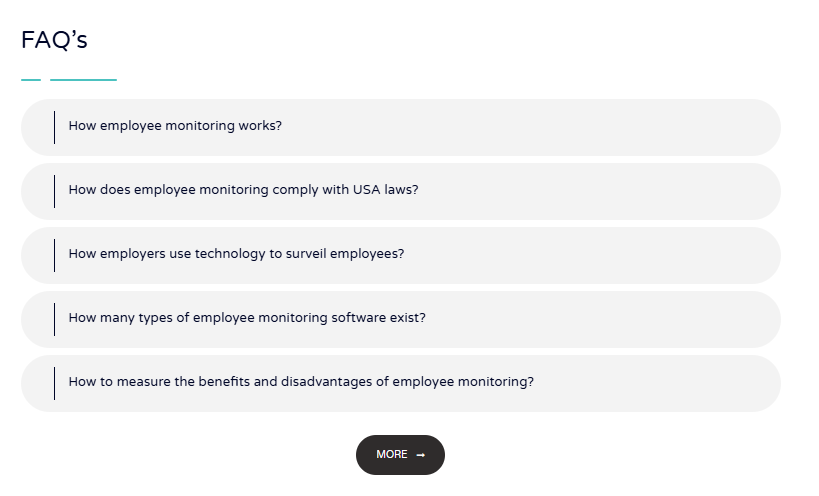 FAQ’s
How employee monitoring works?
How does employee monitoring comply with USA laws?
How employers use technology to surveil employees?
How many types of employee monitoring software exist?
How to measure the benefits and disadvantages of employee monitoring?
MORE →